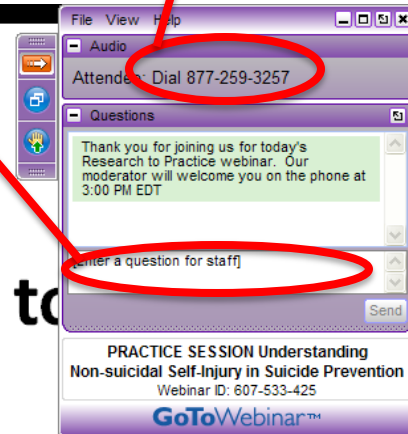 File View Help
Audio
Attendee: Dial 877-259-3257
Questions
Thank you for joining us for today's
Research to Practice webinar. Our
moderator will welcome you on the phone at
3:00 PM EDT
[Enter a question for staff]
Send
to
PRACTICE SESSION Understanding
Non-suicidal Self-Injury in Suicide Prevention
Webinar ID: 607-533-425
GoToWebinar™